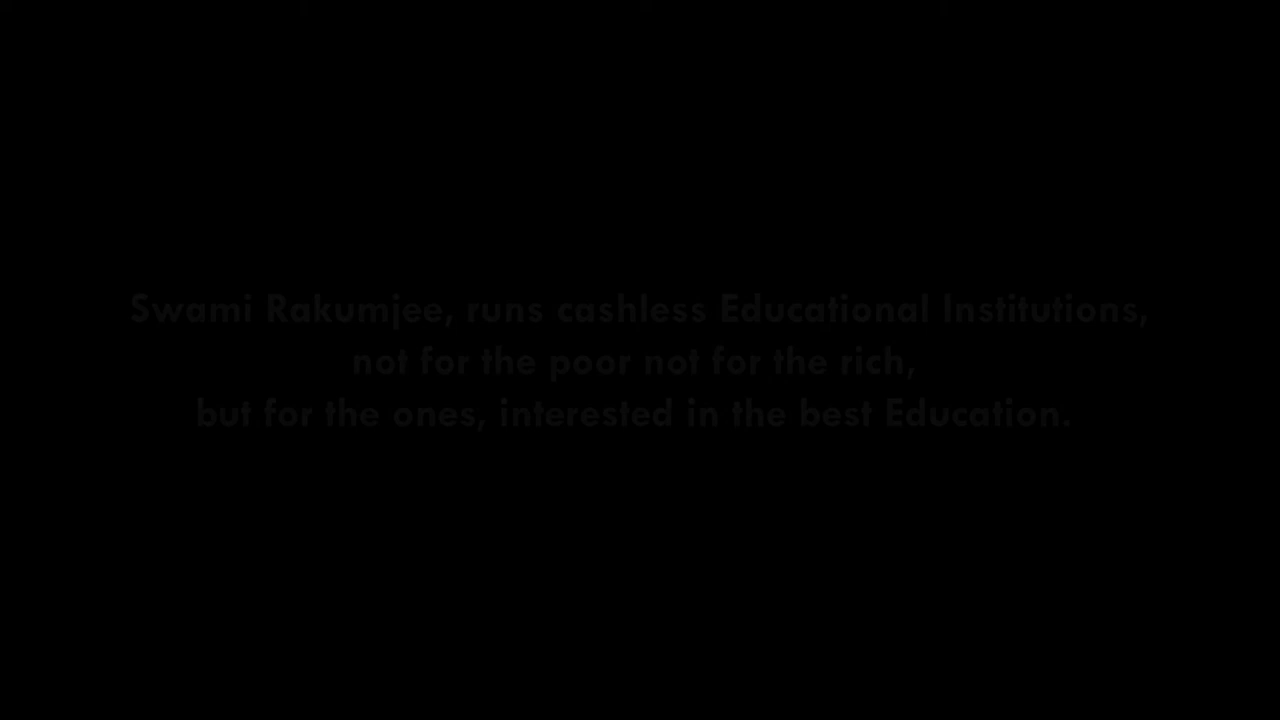 Swami Rakumjee, runs cashless Educational Institutions,
not for the poor not for the rich,
but for the ones, interested in the best Education.